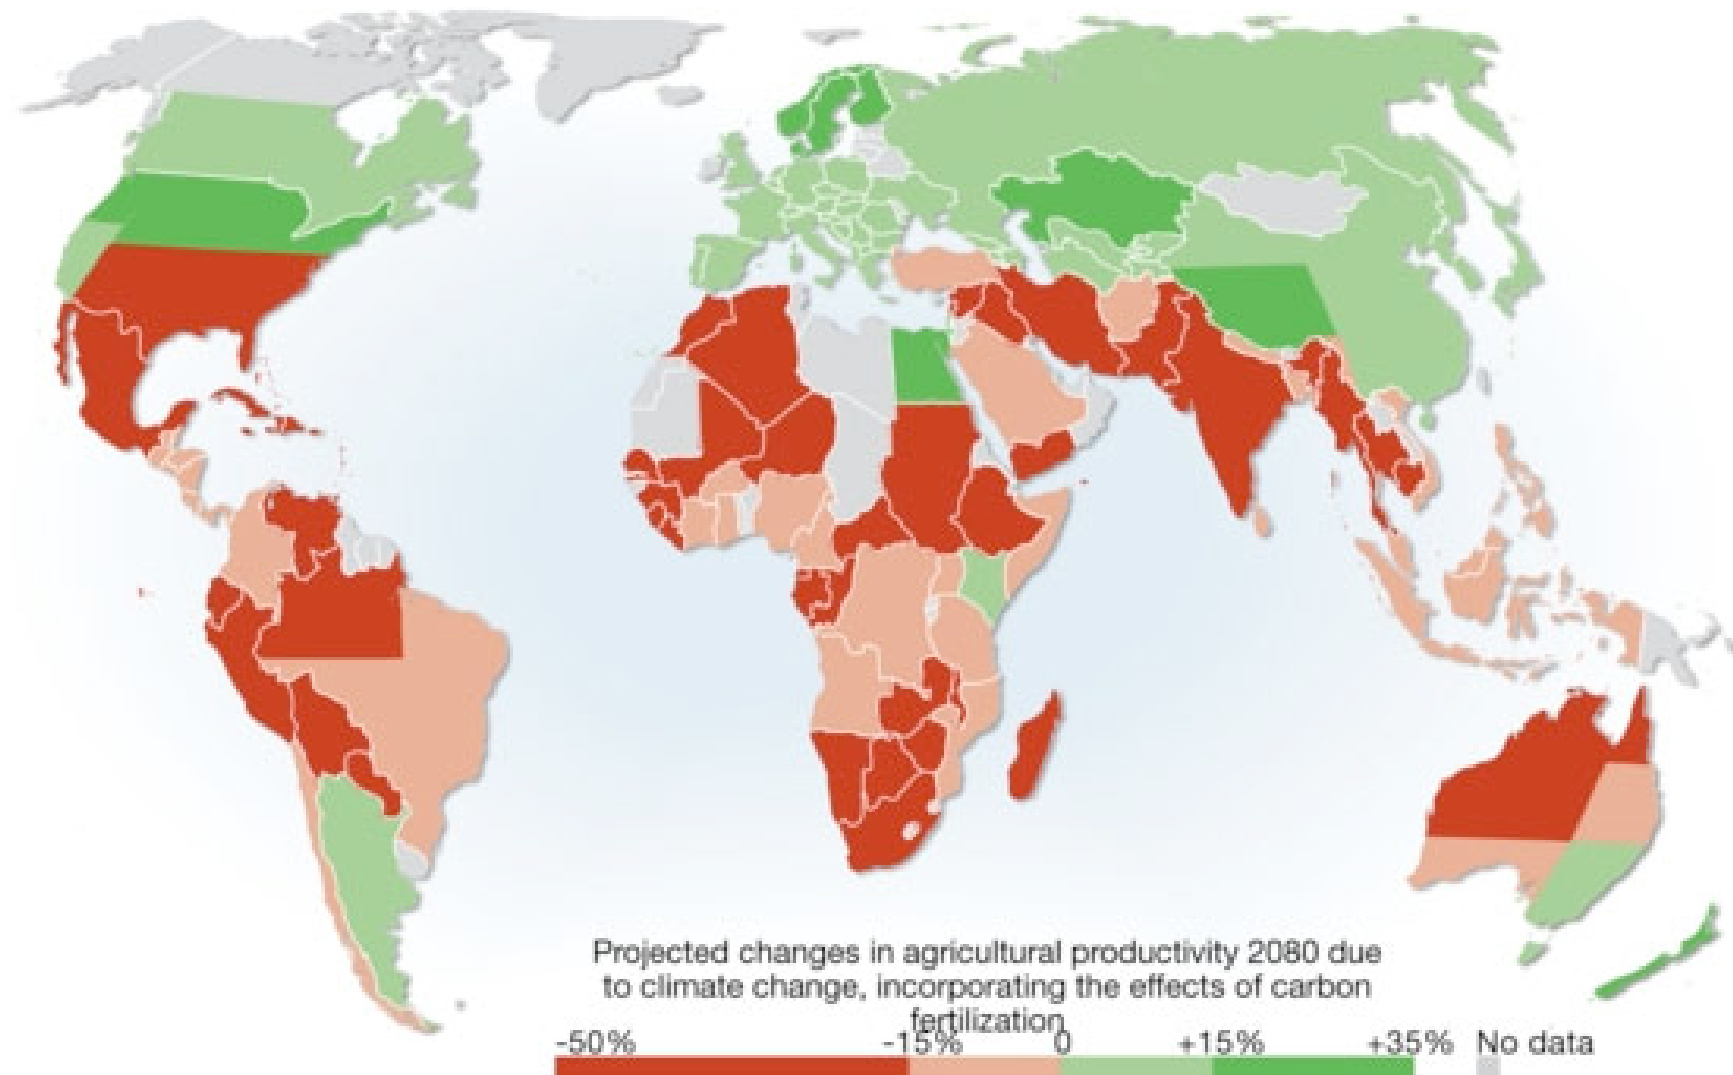 Projected changes in agricultural productivity 2080 due
to climate change, incorporating the effects of carbon
fertilization
-50% -15% 0 +15% +35% No data